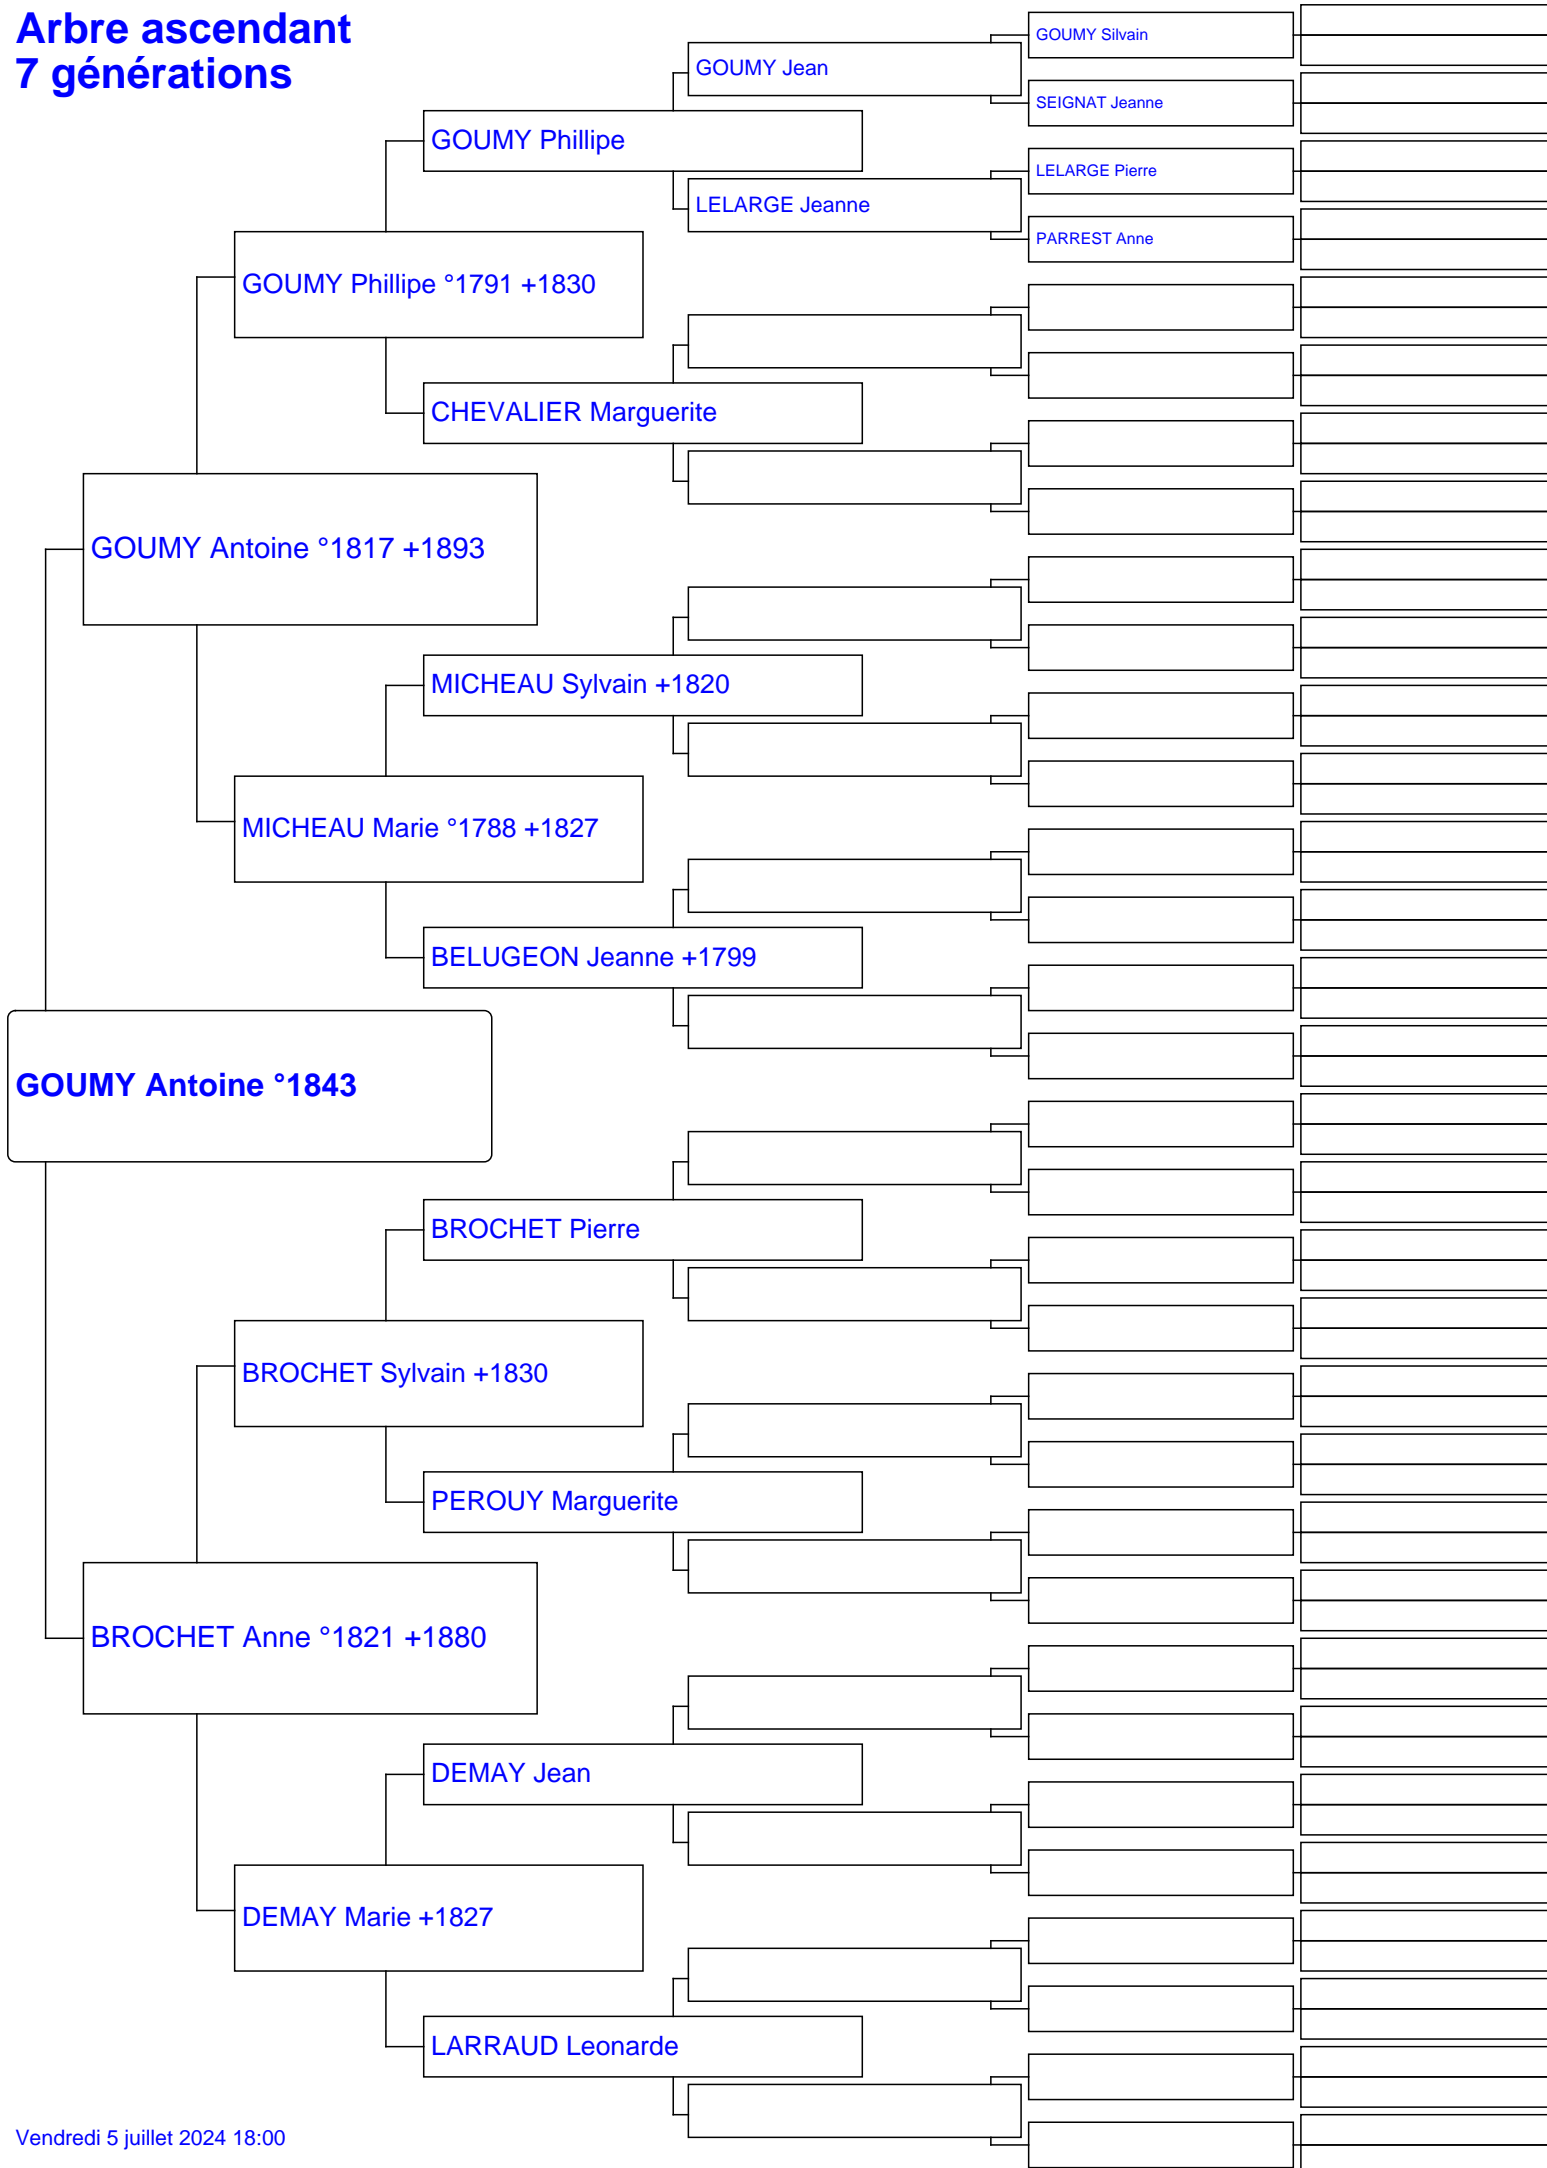 Arbre ascendant
7 générations
GOUMY Silvain
GOUMY Jean
SEIGNAT Jeanne
GOUMY Phillipe
LELARGE Pierre
LELARGE Jeanne
PARREST Anne
GOUMY Phillipe °1791 +1830
CHEVALIER Marguerite
GOUMY Antoine °1817 +1893
MICHEAU Sylvain +1820
MICHEAU Marie °1788 +1827
BELUGEON Jeanne +1799
GOUMY Antoine °1843
BROCHET Pierre
BROCHET Sylvain +1830
PEROUY Marguerite
BROCHET Anne °1821 +1880
DEMAY Jean
DEMAY Marie +1827
LARRAUD Leonarde
Vendredi 5 juillet 2024 18:00